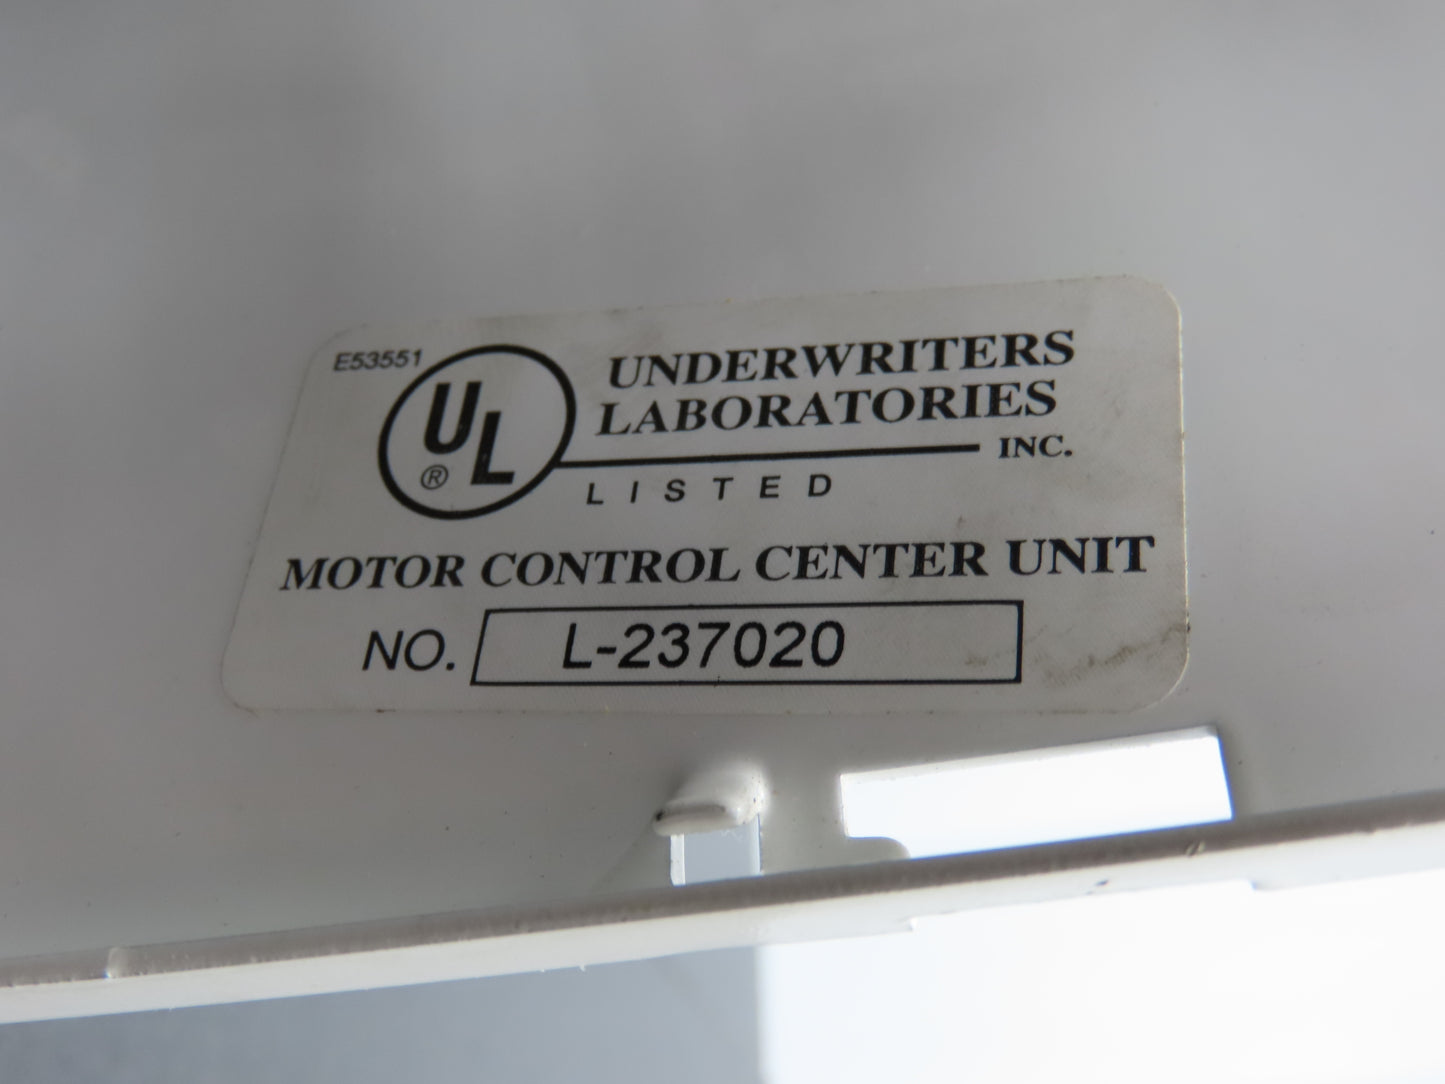 E53551
UL
®
UNDERWRITERS
LABORATORIES
INC.
LISTED
MOTOR CONTROL CENTER UNIT
NO. L-237020